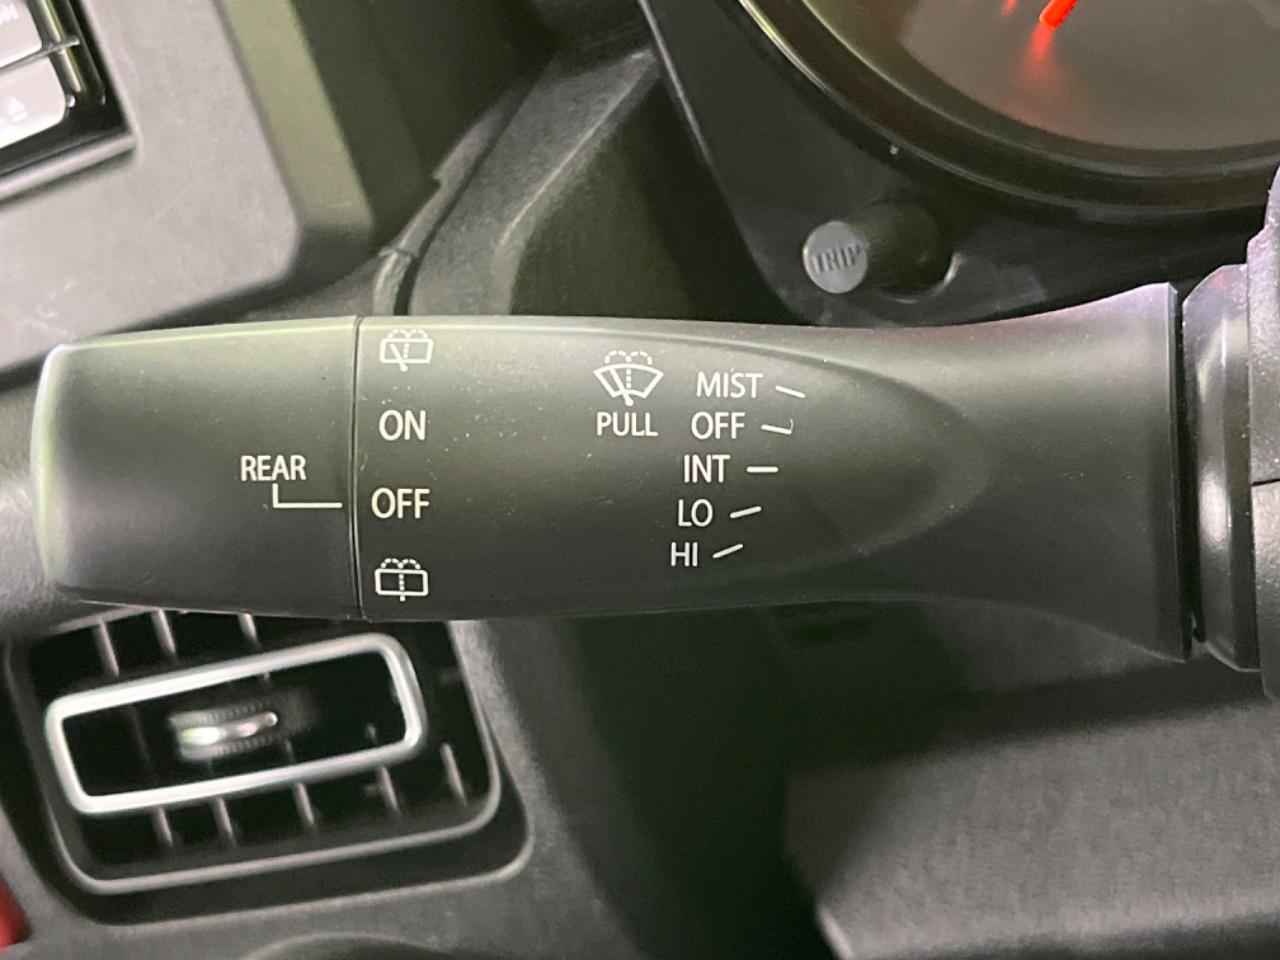 TRIP
MIST
PULL
OFF
ON
INT
REAR
OFF
LO
HI